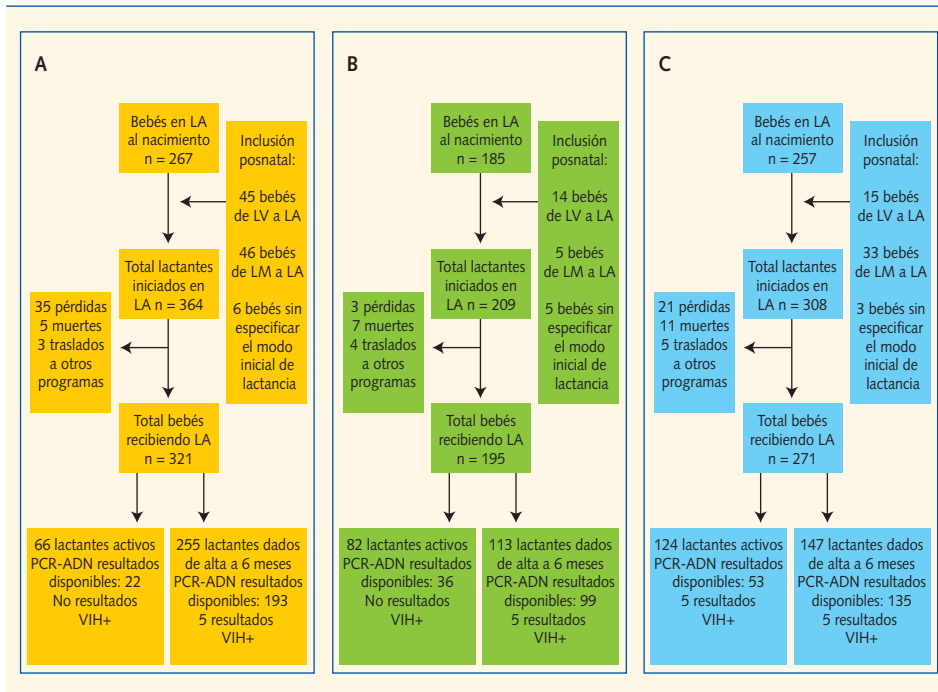 A
Bebés en LA
al nacimiento
n = 267
Inclusión
posnatal:
45 bebés
de LV a LA
46 bebés
de LM a LA
6 bebés sin
especificar
el modo
inicial de
lactancia
Total lactantes
iniciados en
LA n = 364
35 pérdidas
5 muertes
3 traslados
a otros
programas
Total bebés
recibiendo LA
n = 321
66 lactantes activos
PCR-ADN resultados
disponibles: 22
No resultados
VIH+
255 lactantes dados
de alta a 6 meses
PCR-ADN resultados
disponibles: 193
5 resultados
VIH+
B
Bebés en LA
al nacimiento
n = 185
Inclusión
posnatal:
14 bebés
de LV a LA
5 bebés
de LM a LA
5 bebés sin
especificar
el modo
inicial de
lactancia
Total lactantes
iniciados en
LA n = 209
3 pérdidas
7 muertes
4 traslados
a otros
programas
Total bebés
recibiendo LA
n = 195
82 lactantes activos
PCR-ADN resultados
disponibles: 36
No resultados
VIH+
113 lactantes dados
de alta a 6 meses
PCR-ADN resultados
disponibles: 99
5 resultados
VIH+
C
Bebés en LA
al nacimiento
n = 257
Inclusión
posnatal:
15 bebés
de LV a LA
33 bebés
de LM a LA
3 bebés sin
especificar
el modo
inicial de
lactancia
Total lactantes
iniciados en
LA n = 308
21 pérdidas
11 muertes
5 traslados
a otros
programas
Total bebés
recibiendo LA
n = 271
124 lactantes activos
PCR-ADN resultados
disponibles: 53
5 resultados
VIH+
147 lactantes dados
de alta a 6 meses
PCR-ADN resultados
disponibles: 135
5 resultados
VIH+